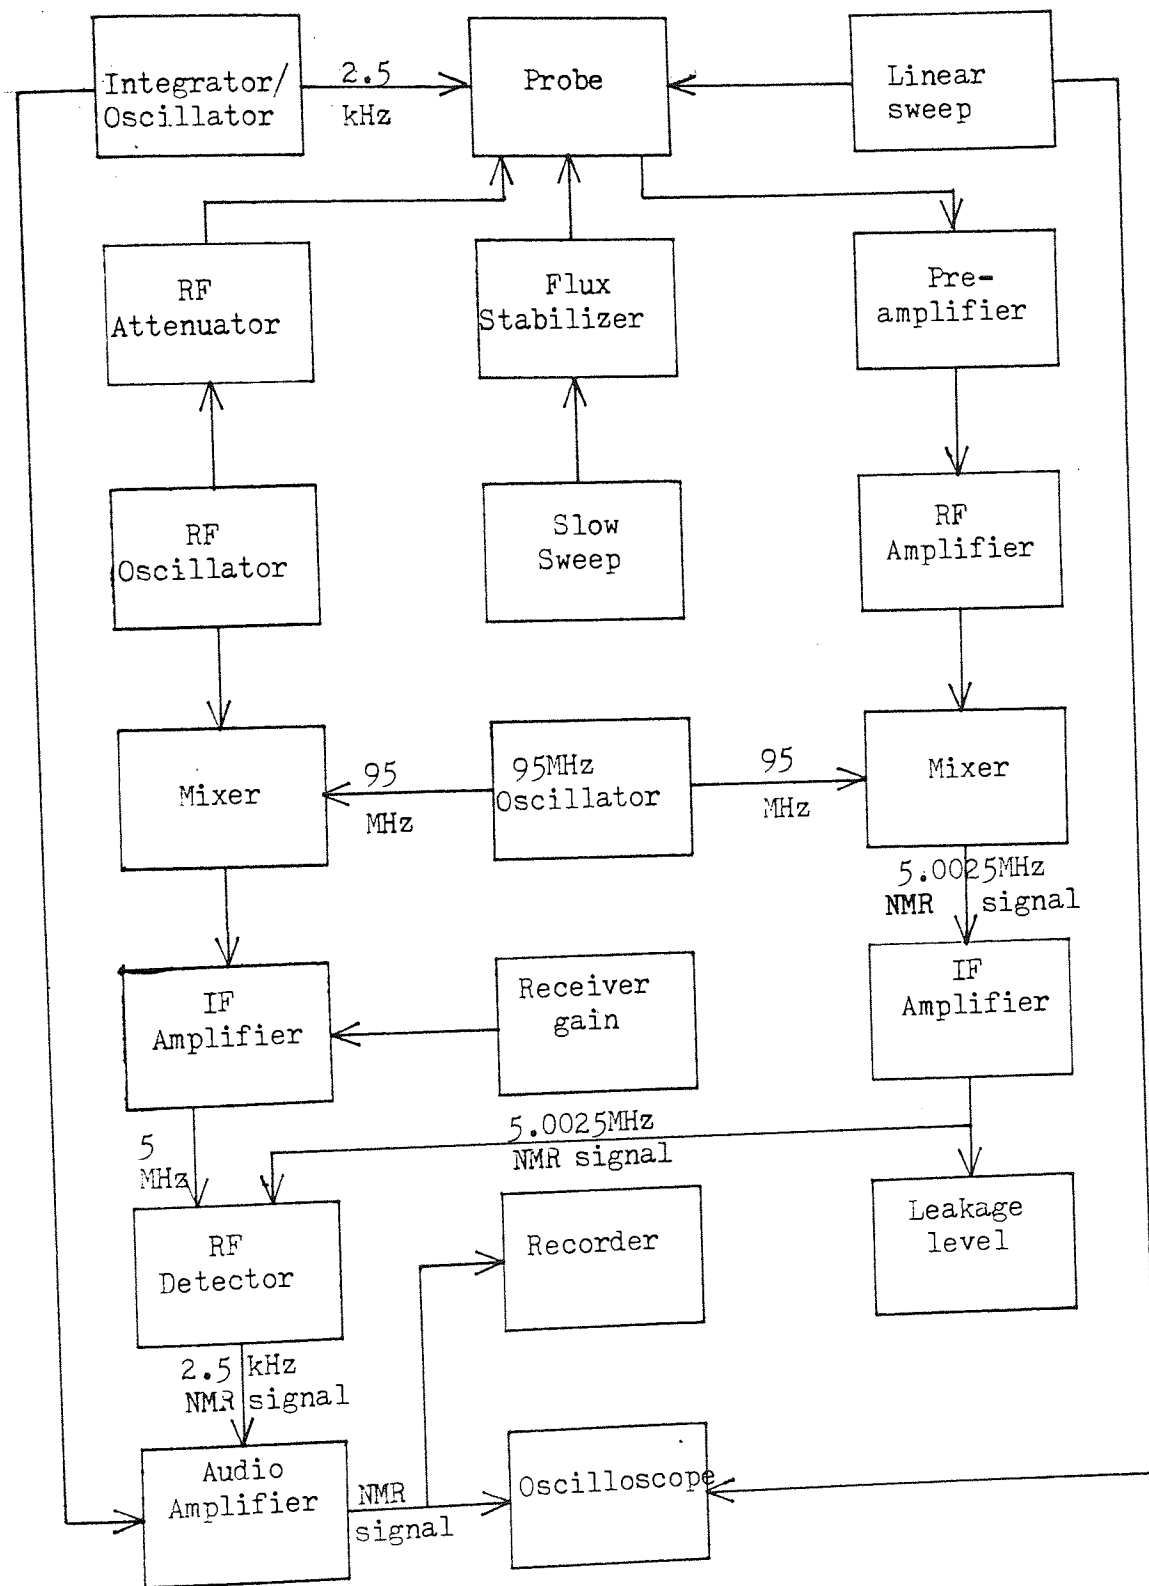 Integrator/
Oscillator
2.5
kHz
Probe
Linear
sweep
RF
Attenuator
Flux
Stabilizer
Pre-
amplifier
RF
Oscillator
Slow
Sweep
RF
Amplifier
Mixer
95
MHz
95MHz
Oscillator
95
MHz
Mixer
5.0025MHz
NMR signal
IF
Amplifier
Receiver
gain
IF
Amplifier
5
MHz
5.0025MHz
NMR signal
RF
Detector
Recorder
Leakage
level
2.5 kHz
NMR signal
Audio
Amplifier
NMR
signal
Oscilloscope